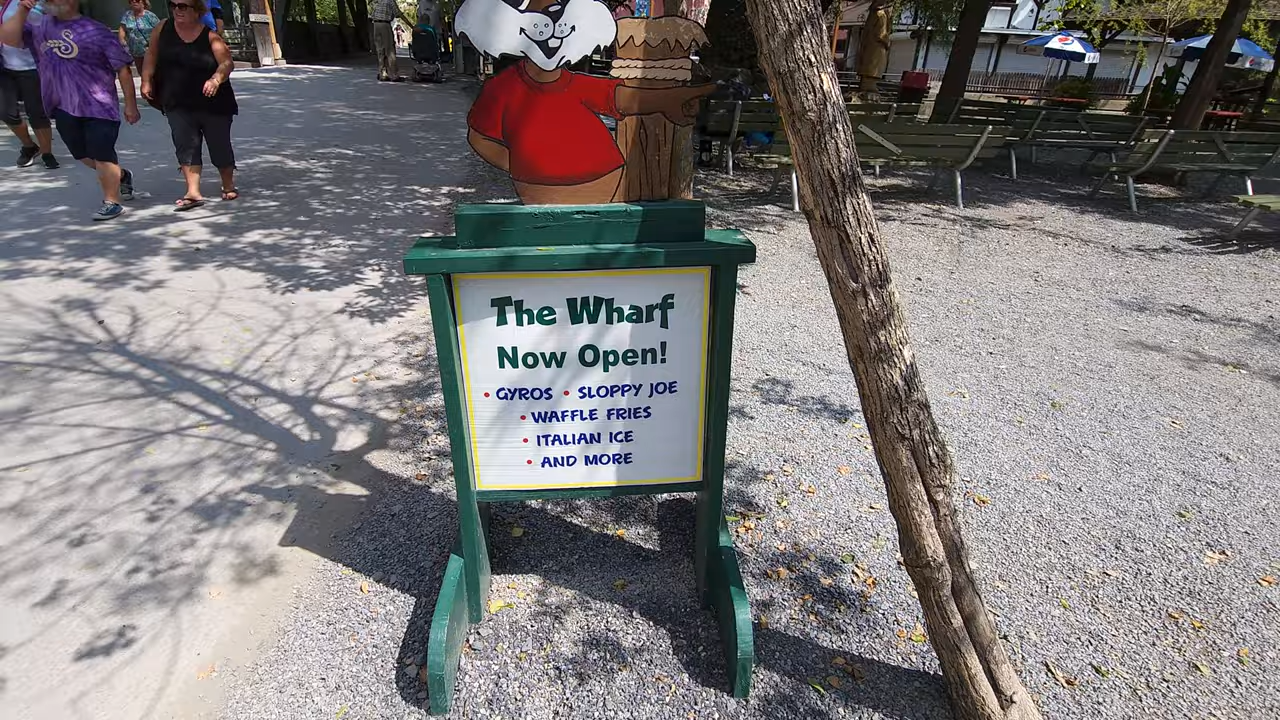 The Wharf
Now Open!
• GYROS • SLOPPY JOE
• WAFFLE FRIES
• ITALIAN ICE
• AND MORE